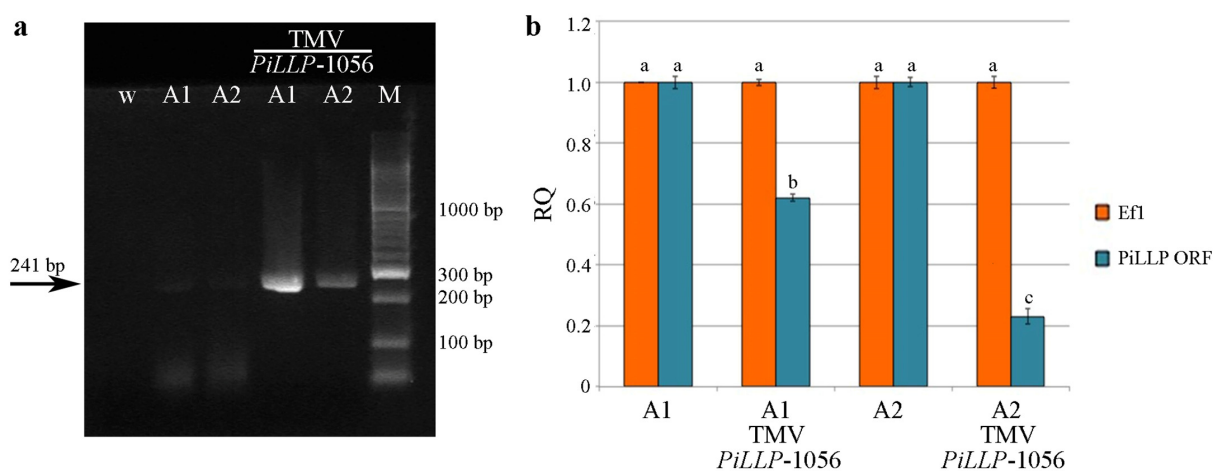 a
TMV
PiLLP-1056
w A1 A2 A1 A2 M
1000 bp
241 bp
300 bp
200 bp
100 bp
b
1.2
1.0
0.8
0.6
0.4
0.2
0
RQ
a a a a a a
b
c
A1 A1 A2 A2
TMV TMV
PiLLP-1056 PiLLP-1056
Ef1
PiLLP ORF